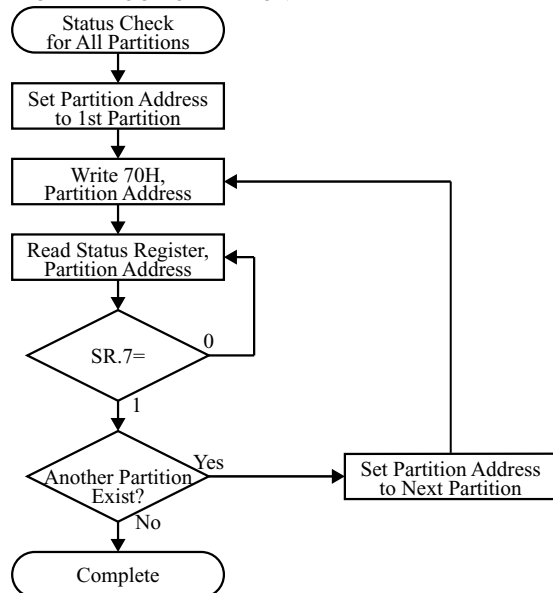 Status Check
for All Partitions
Set Partition Address
to 1st Partition
Write 70H,
Partition Address
Read Status Register,
Partition Address
SR.7=
0
1
Another Partition
Exist?
Yes
Set Partition Address
to Next Partition
No
Complete